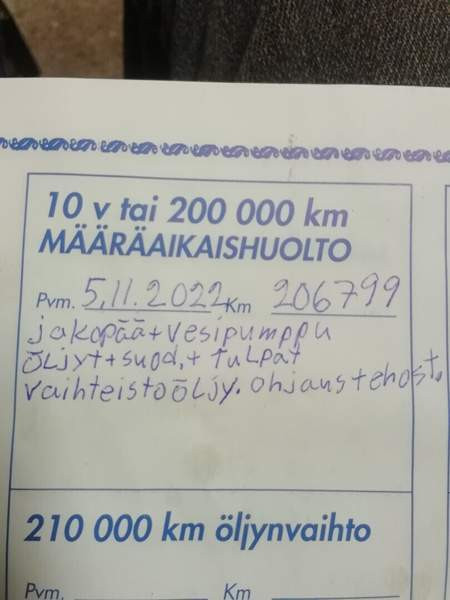 10 v tai 200 000 km
MÄÄRÄAIKAISHUOLTO
Pvm. 5.11.2022 Km 206799
jakopää + vesipumppu
öljyt + suod. + tulpat
vaihteistoöljy. ohjaustehost.
210 000 km öljynvaihto
Pvm. Km